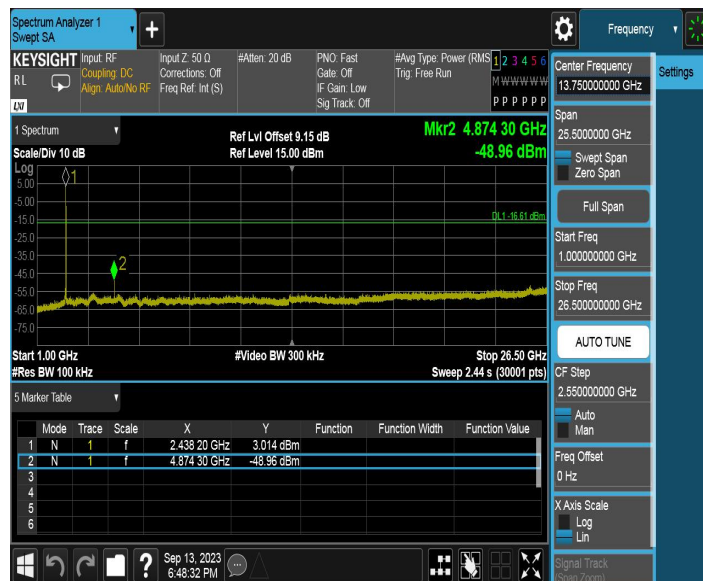 Spectrum Analyzer 1
Swept SA
+
Frequency
KEYSIGHT
RL
LXI
Input: RF
Coupling: DC
Align: Auto/No RF
Input Z: 50 Ω
Corrections: Off
Freq Ref: Int (S)
#Atten: 20 dB
PNO: Fast
Gate: Off
IF Gain: Low
Sig Track: Off
#Avg Type: Power (RMS
Trig: Free Run
1 2 3 4 5 6
M W W W W W
P P P P P P
Center Frequency
13.750000000 GHz
Settings
Span
25.5000000 GHz
Swept Span
Zero Span
Full Span
Start Freq
1.000000000 GHz
Stop Freq
26.500000000 GHz
AUTO TUNE
CF Step
2.550000000 GHz
Auto
Man
Freq Offset
0 Hz
X Axis Scale
Log
Lin
Signal Track
(Span Zoom)
1 Spectrum
Scale/Div 10 dB
Ref Lvl Offset 9.15 dB
Ref Level 15.00 dBm
Mkr2 4.874 30 GHz
-48.96 dBm
Log
5.00
-5.00
-15.0
-25.0
-35.0
-45.0
-55.0
-65.0
-75.0
1
2
DL1 -16.61 dBm
Start 1.00 GHz
#Video BW 300 kHz
Stop 26.50 GHz
#Res BW 100 kHz
Sweep 2.44 s (30001 pts)
5 Marker Table
Mode Trace Scale X Y Function Function Width Function Value
1 N 1 f 2.438 20 GHz 3.014 dBm
2 N 1 f 4.874 30 GHz -48.96 dBm
3
4
5
6
?
Sep 13, 2023
6:48:32 PM